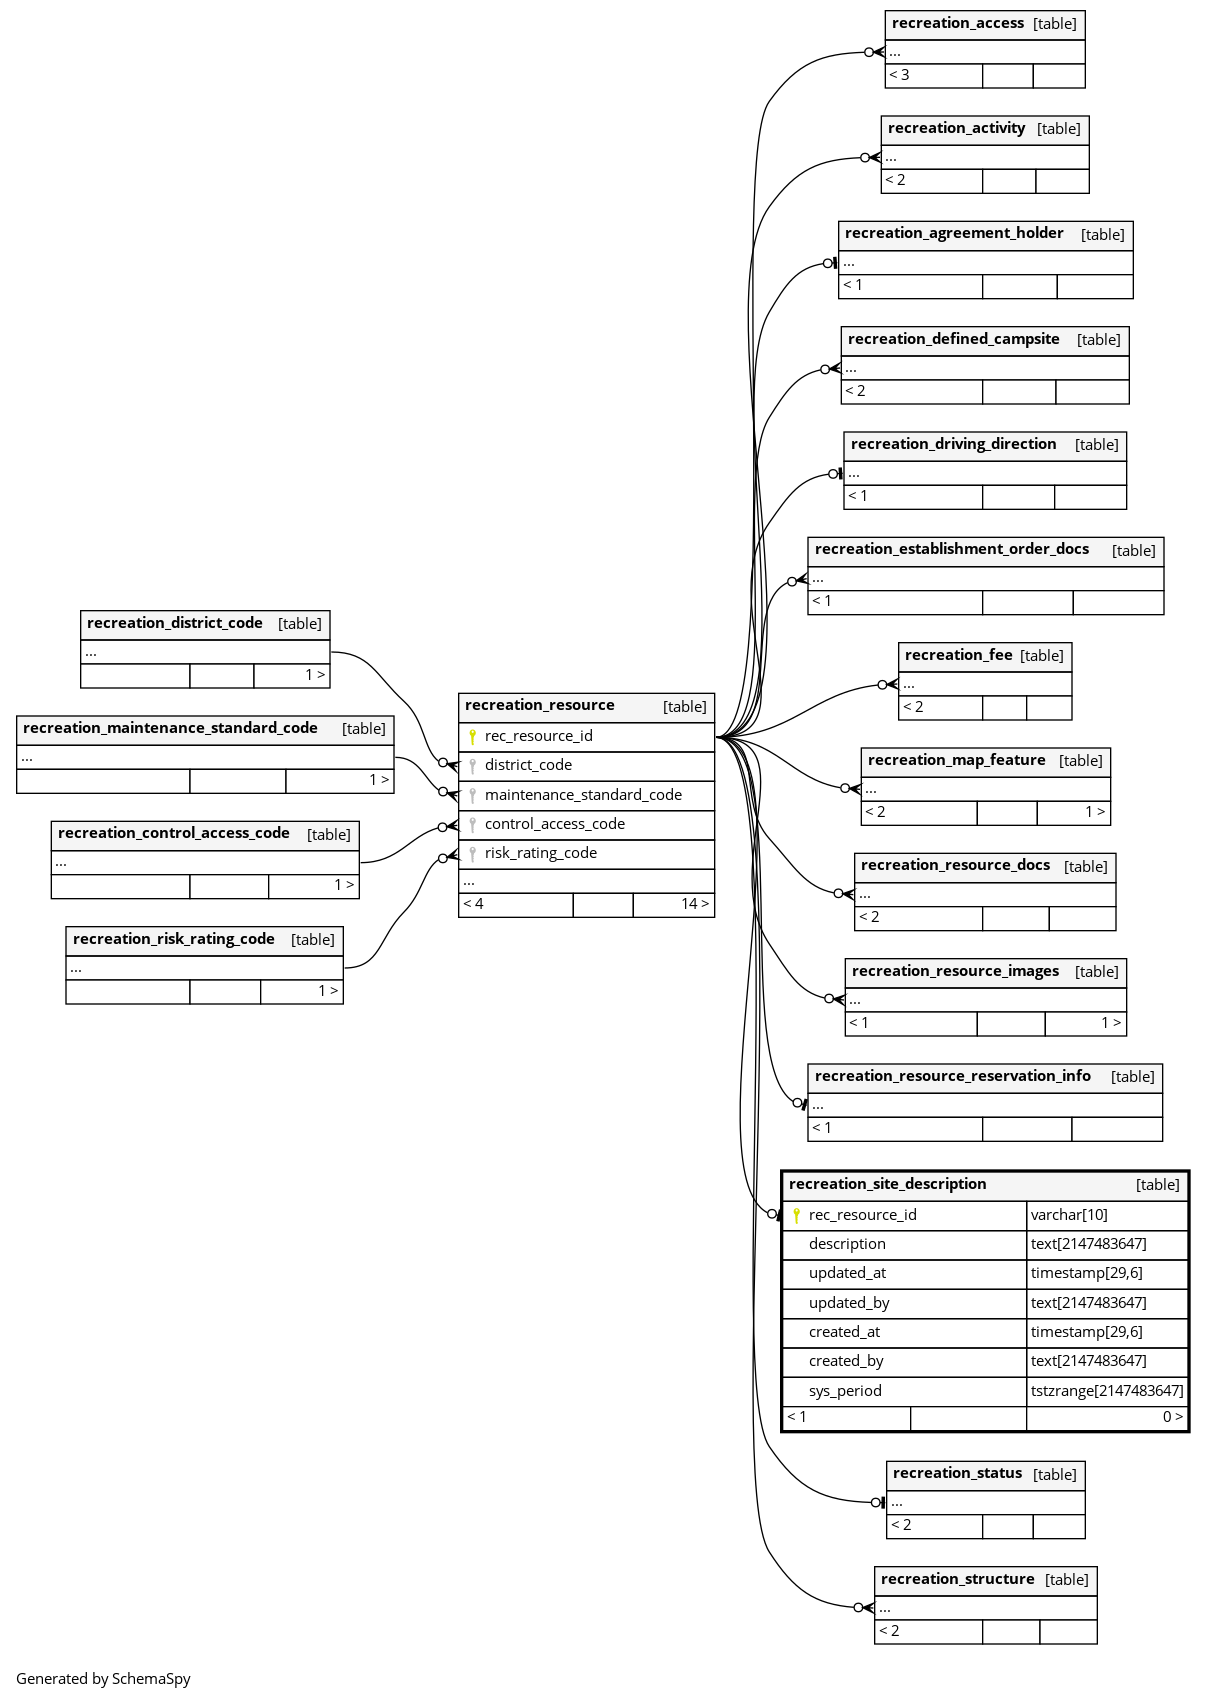 recreation_access [table]
...
< 3
recreation_activity [table]
...
< 2
recreation_agreement_holder [table]
...
< 1
recreation_defined_campsite [table]
...
< 2
recreation_driving_direction [table]
...
< 1
recreation_establishment_order_docs [table]
...
< 1
recreation_district_code [table]
...
1 >
recreation_maintenance_standard_code [table]
...
1 >
recreation_control_access_code [table]
...
1 >
recreation_risk_rating_code [table]
...
1 >
recreation_resource [table]
rec_resource_id
district_code
maintenance_standard_code
control_access_code
risk_rating_code
...
< 4 14 >
recreation_fee [table]
...
< 2
recreation_map_feature [table]
...
< 2 1 >
recreation_resource_docs [table]
...
< 2
recreation_resource_images [table]
...
< 1 1 >
recreation_resource_reservation_info [table]
...
< 1
recreation_site_description [table]
rec_resource_id varchar[10]
description text[2147483647]
updated_at timestamp[29,6]
updated_by text[2147483647]
created_at timestamp[29,6]
created_by text[2147483647]
sys_period tstzrange[2147483647]
< 1 0 >
recreation_status [table]
...
< 2
recreation_structure [table]
...
< 2
Generated by SchemaSpy